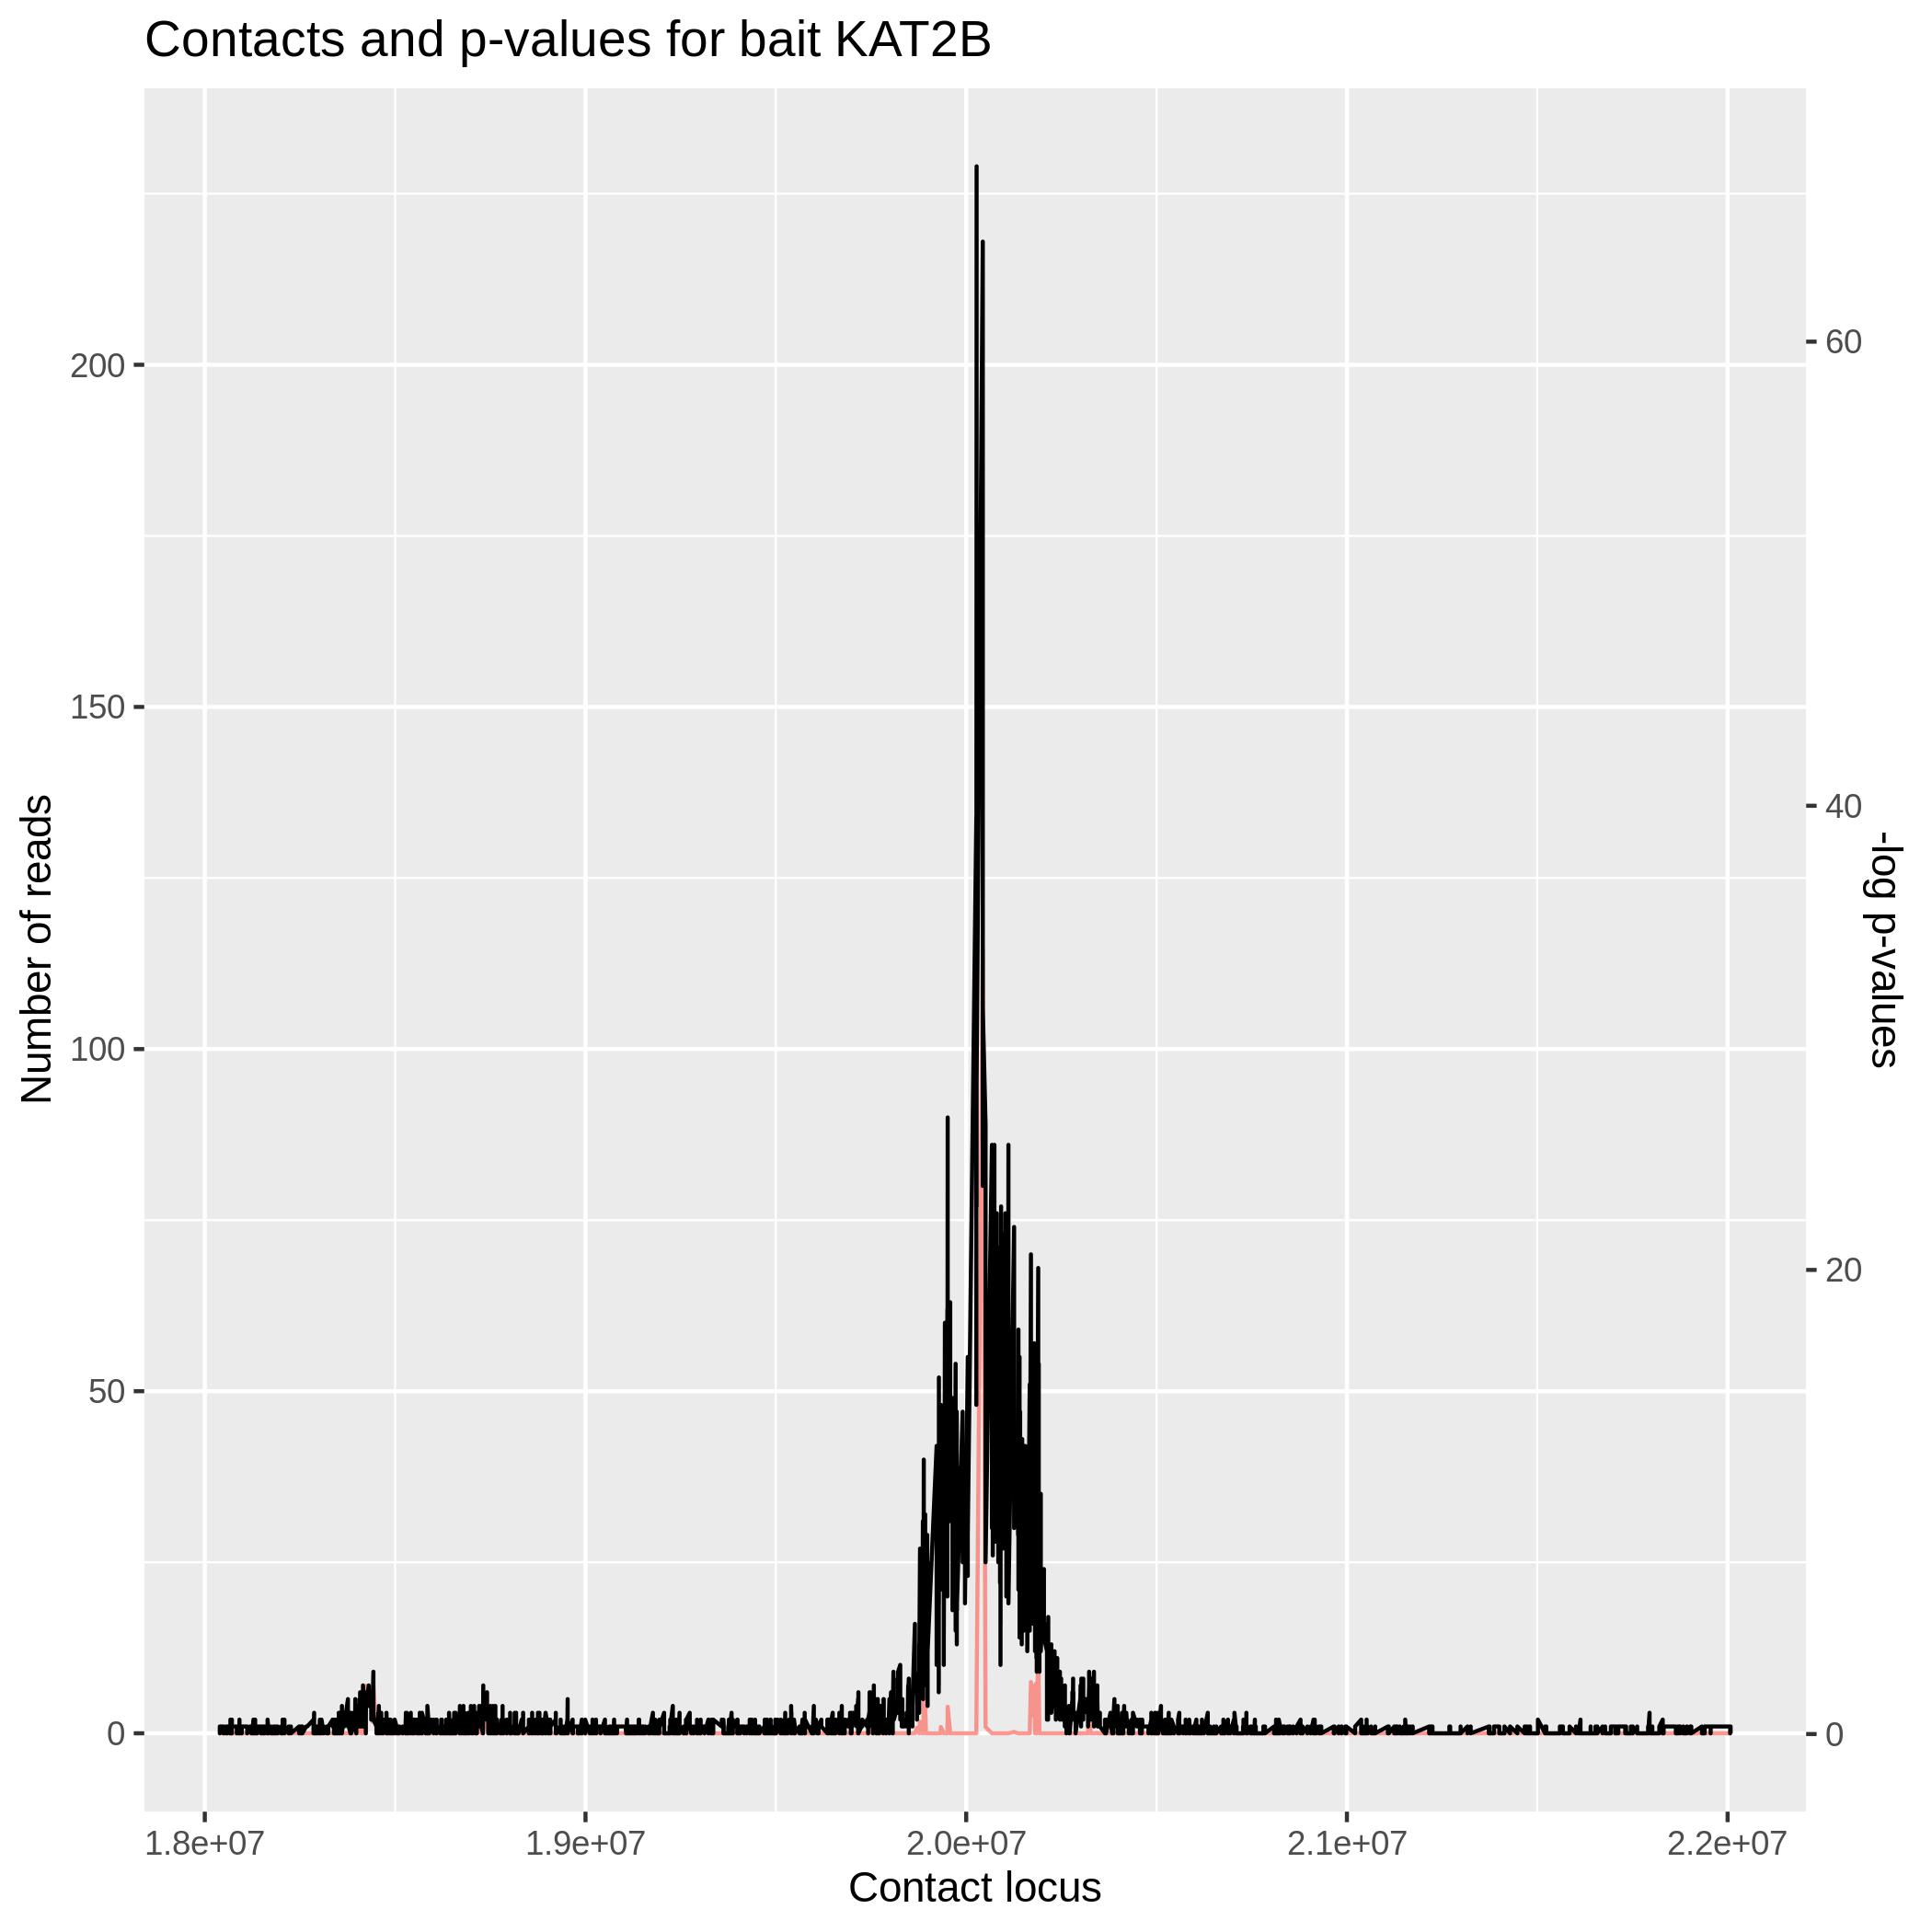 Contacts and p-values for bait KAT2B
Number of reads
200
150
100
50
0
60
40
20
0
-log p-values
1.8e+07
1.9e+07
2.0e+07
2.1e+07
2.2e+07
Contact locus